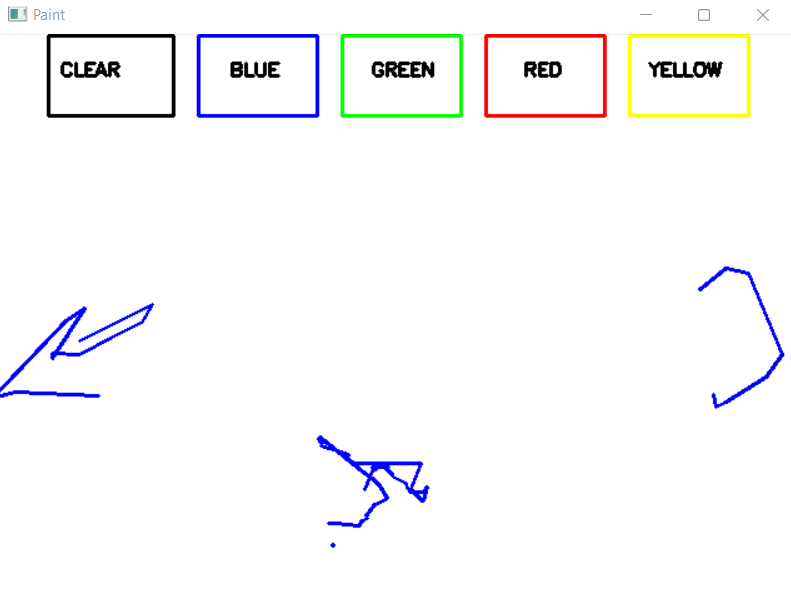 Paint
CLEAR BLUE GREEN RED YELLOW